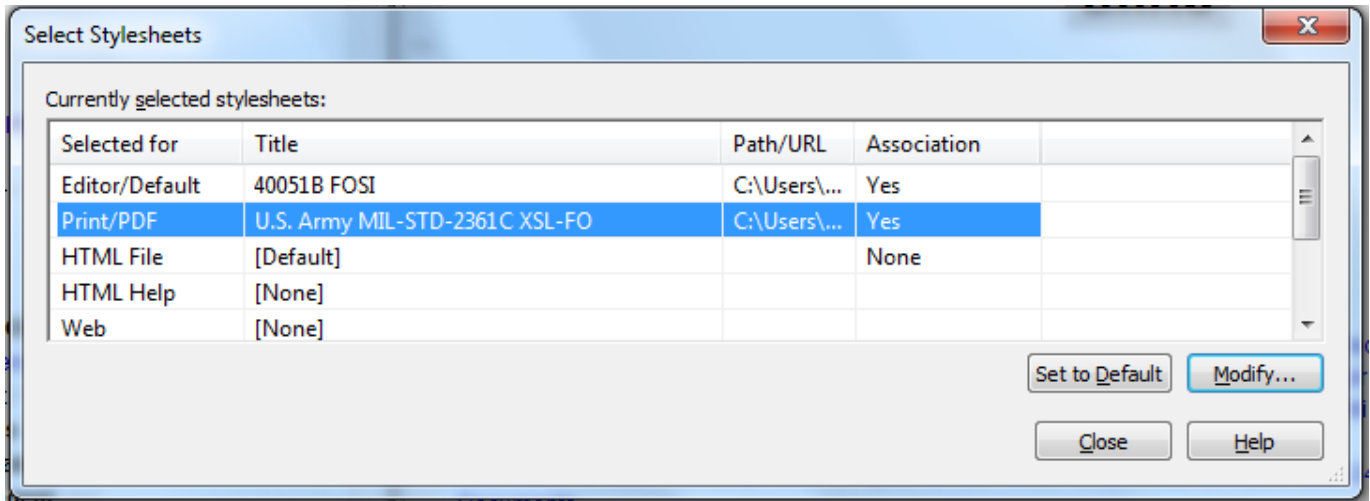 Select Stylesheets
Currently selected stylesheets:
Selected for Title Path/URL Association
Editor/Default 40051B FOSI C:\Users\... Yes
Print/PDF U.S. Army MIL-STD-2361C XSL-FO C:\Users\... Yes
HTML File [Default] None
HTML Help [None]
Web [None]
Set to Default Modify...
Close Help